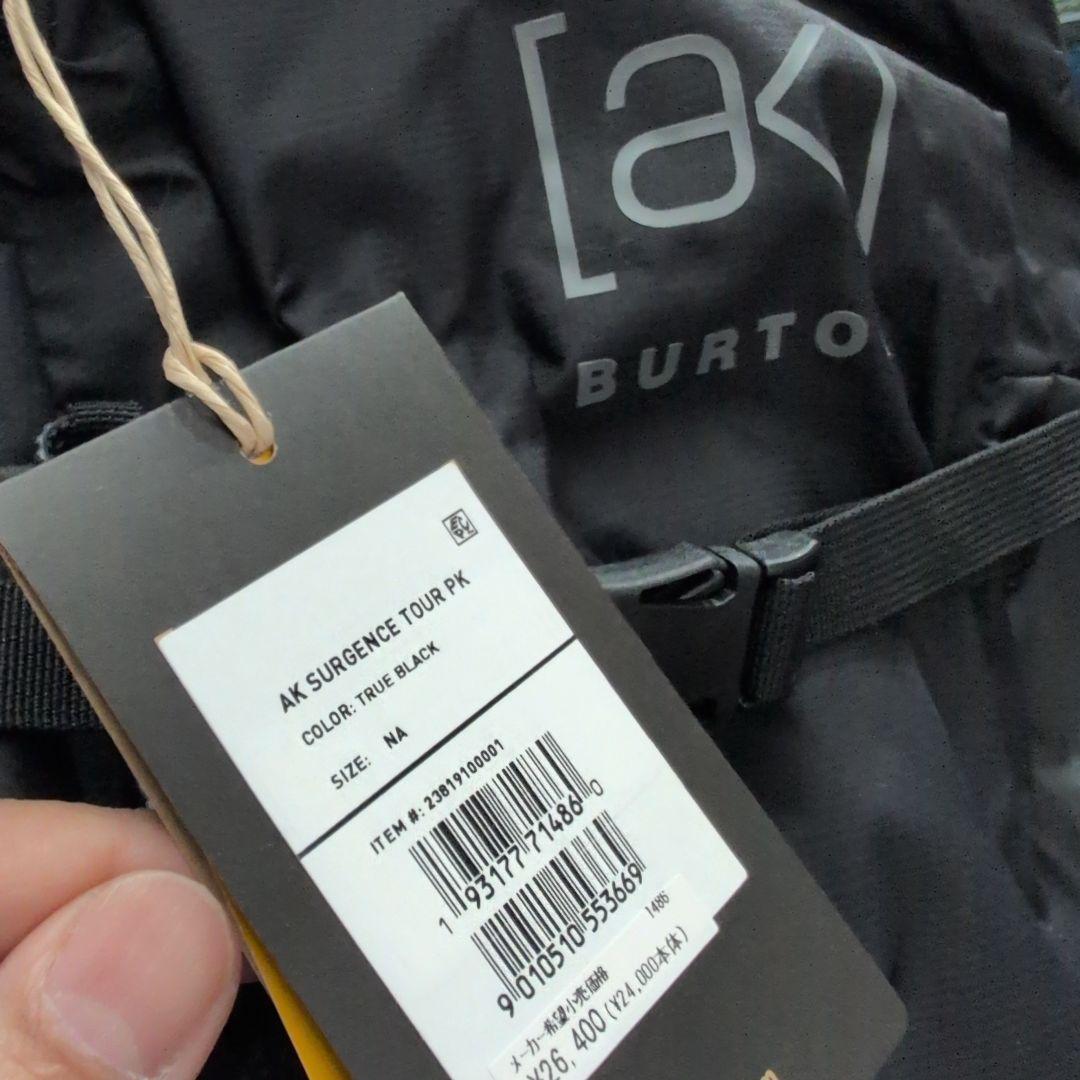 [ak]
BURTO
AK SURGENCE TOUR PK
COLOR: TRUE BLACK
SIZE: NA
ITEM #: 23819100001
1 93177 71486 0
9 010510 553669
1486
メーカー希望小売価格
¥26,400 (¥24,000本(体)